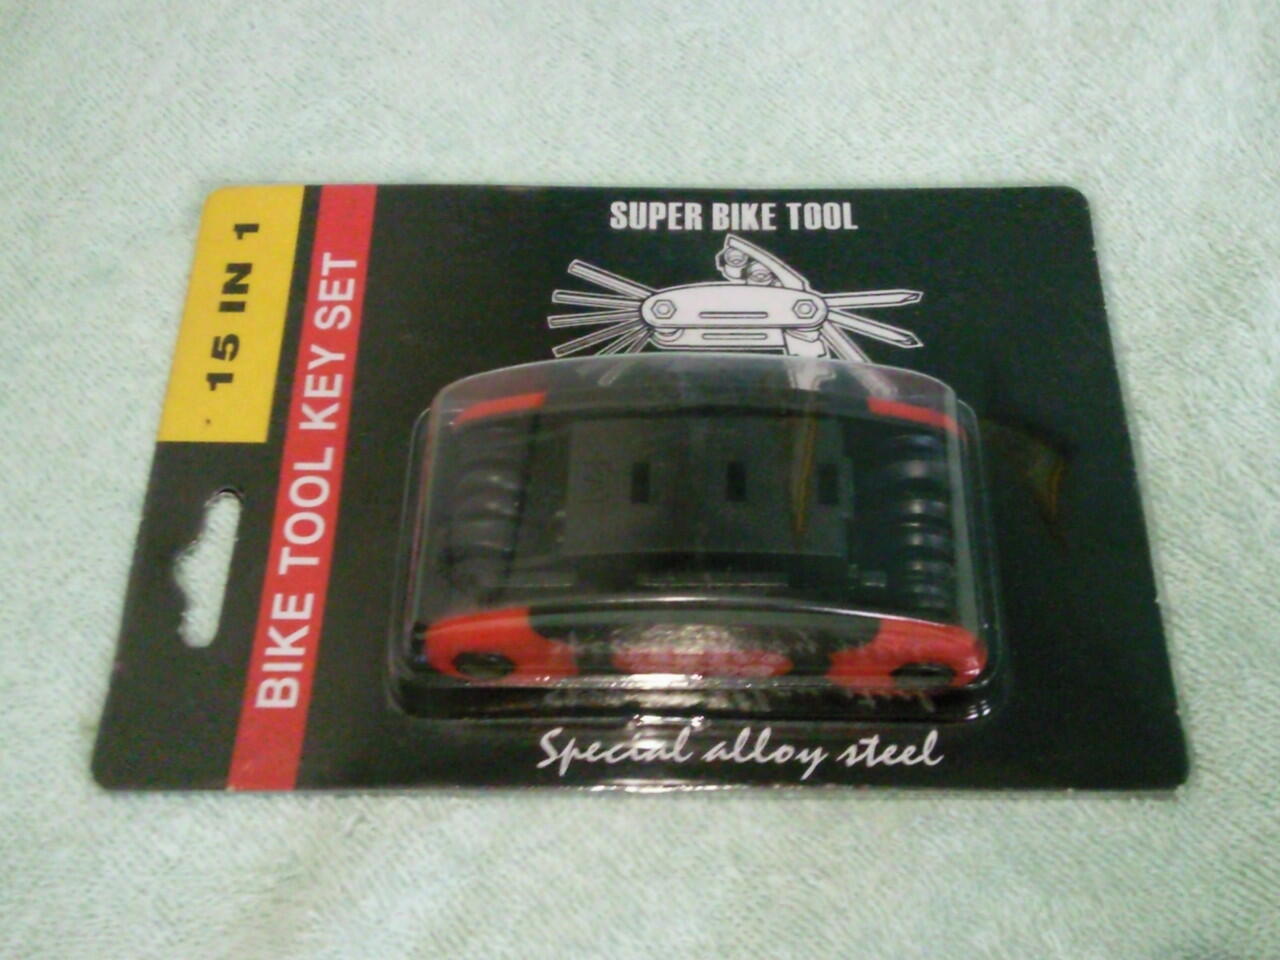 SUPER BIKE TOOL
15 IN 1
BIKE TOOL KEY SET
Special alloy steel